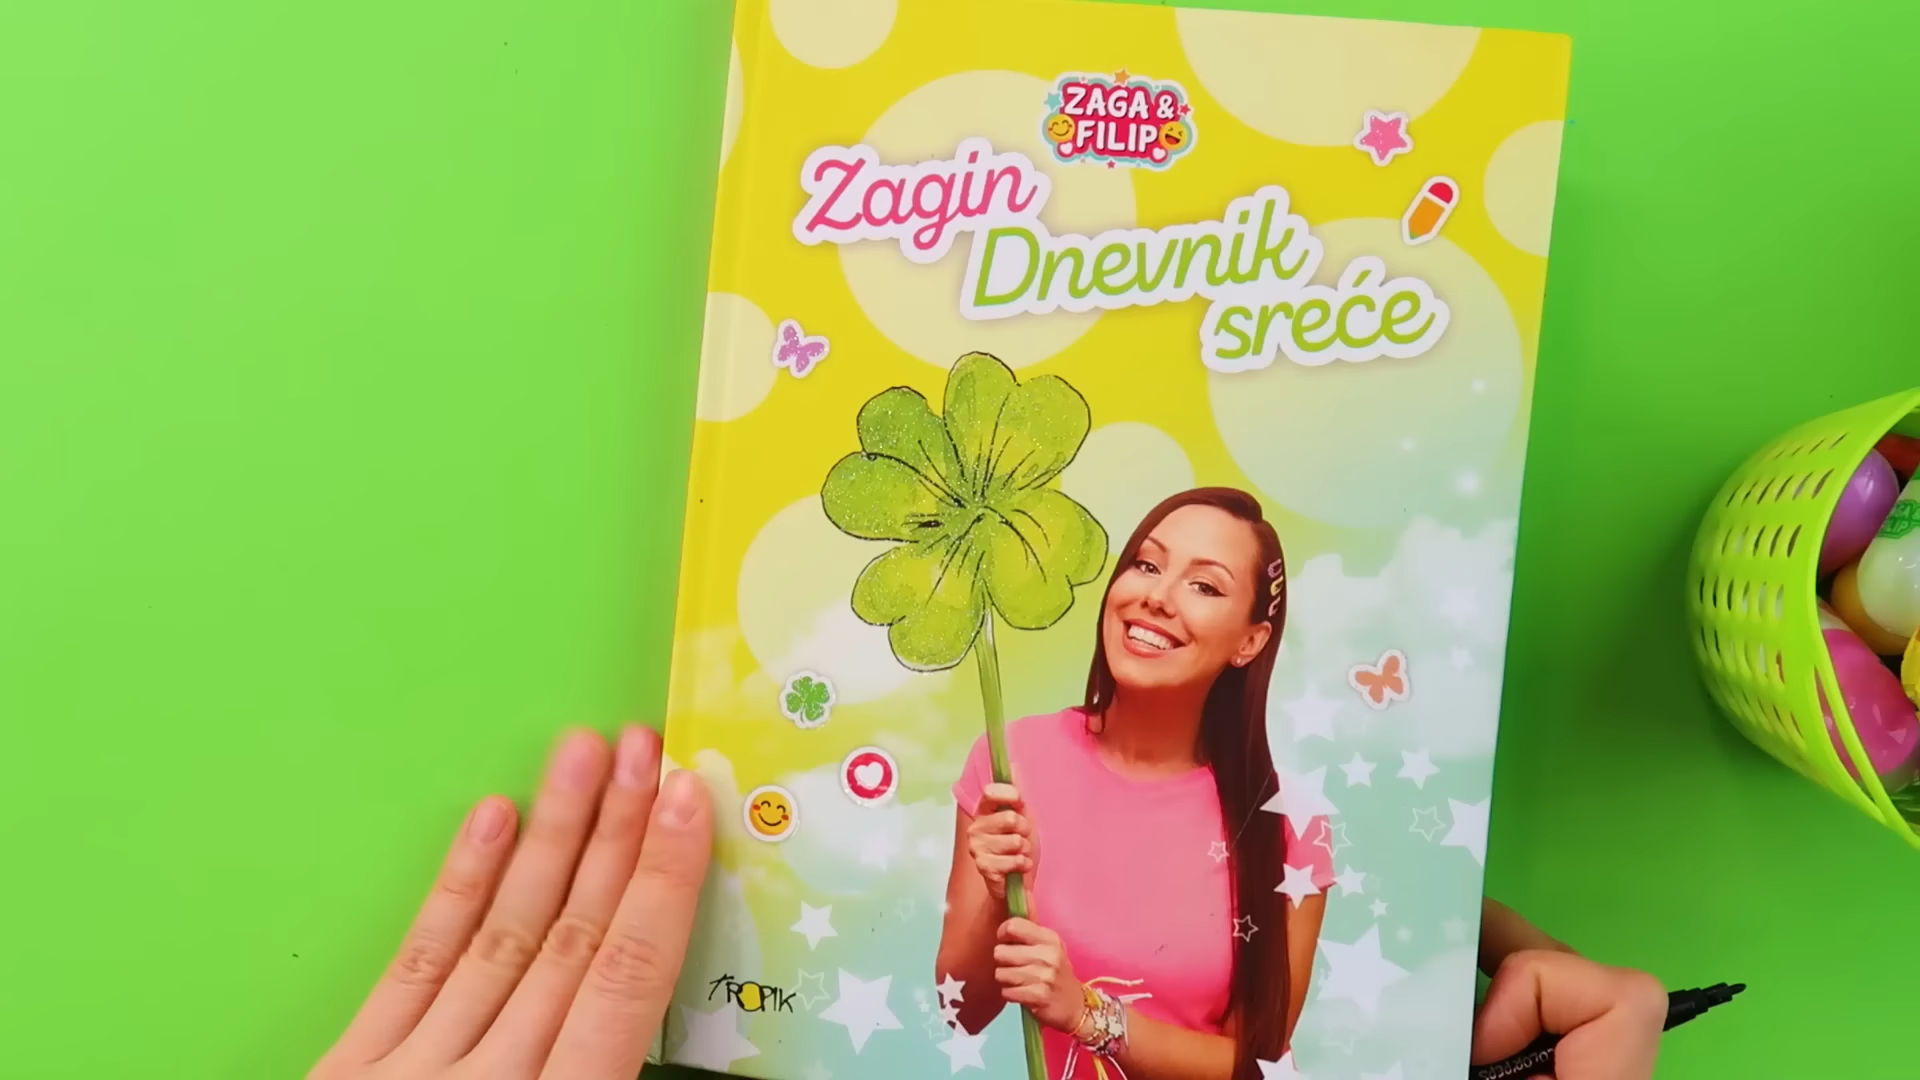 ZAGA &
FILIP
Zagin
Dnevnik
sreće
TROPIK